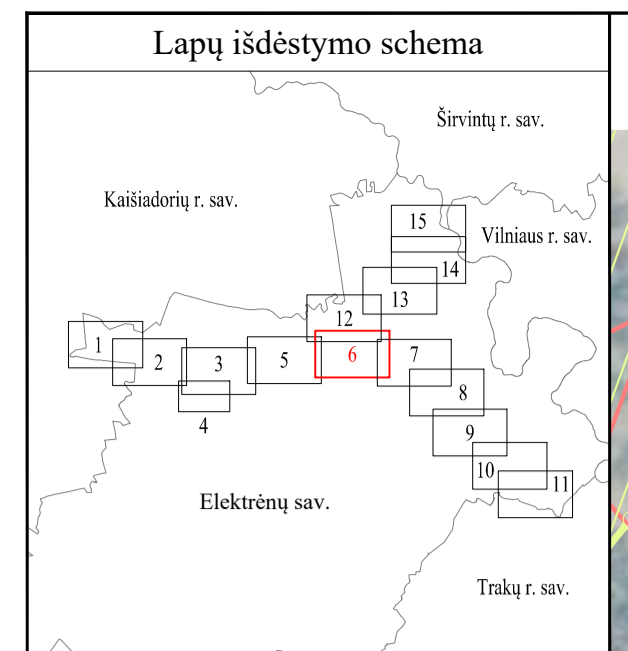 Lapų išdėstymo schema
Širvintų r. sav.
Kaišiadorių r. sav.
15
Vilniaus r. sav.
14
13
12
1
2
3
5
6
7
8
4
9
10
11
Elektrėnų sav.
Trakų r. sav.